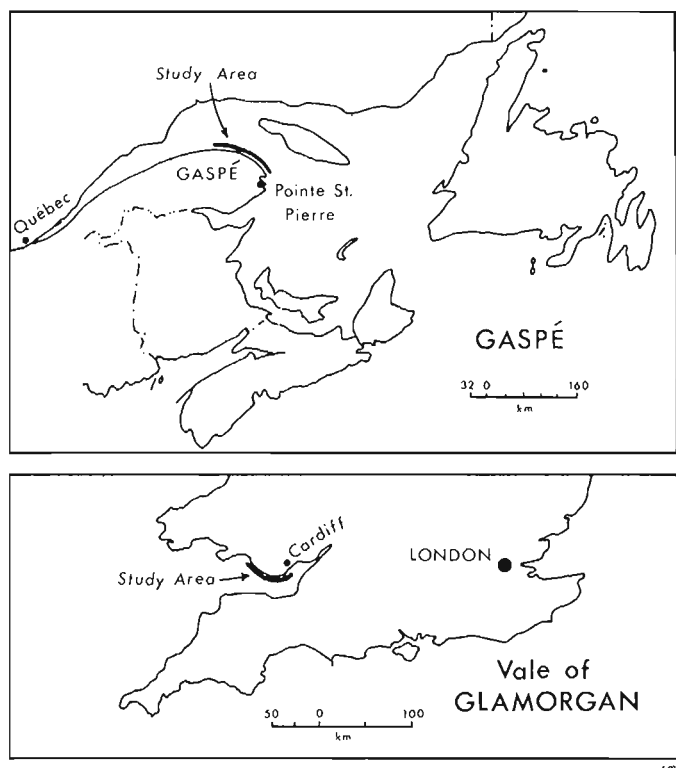 Study Area
GASPÉ
Pointe St.
Pierre
Québec
GASPÉ
32 0 160
km
Cardiff
LONDON
Study Area
Vale of
GLAMORGAN
50 0 100
km